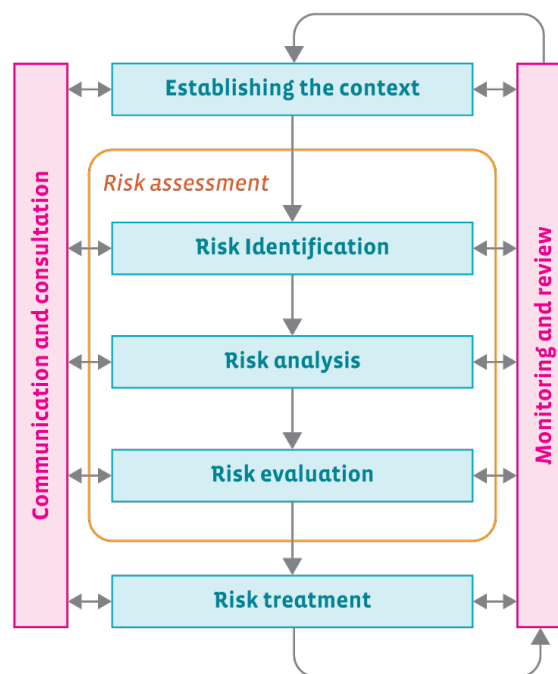 Establishing the context
Risk assessment
Risk Identification
Risk analysis
Risk evaluation
Risk treatment
Communication and consultation
Monitoring and review